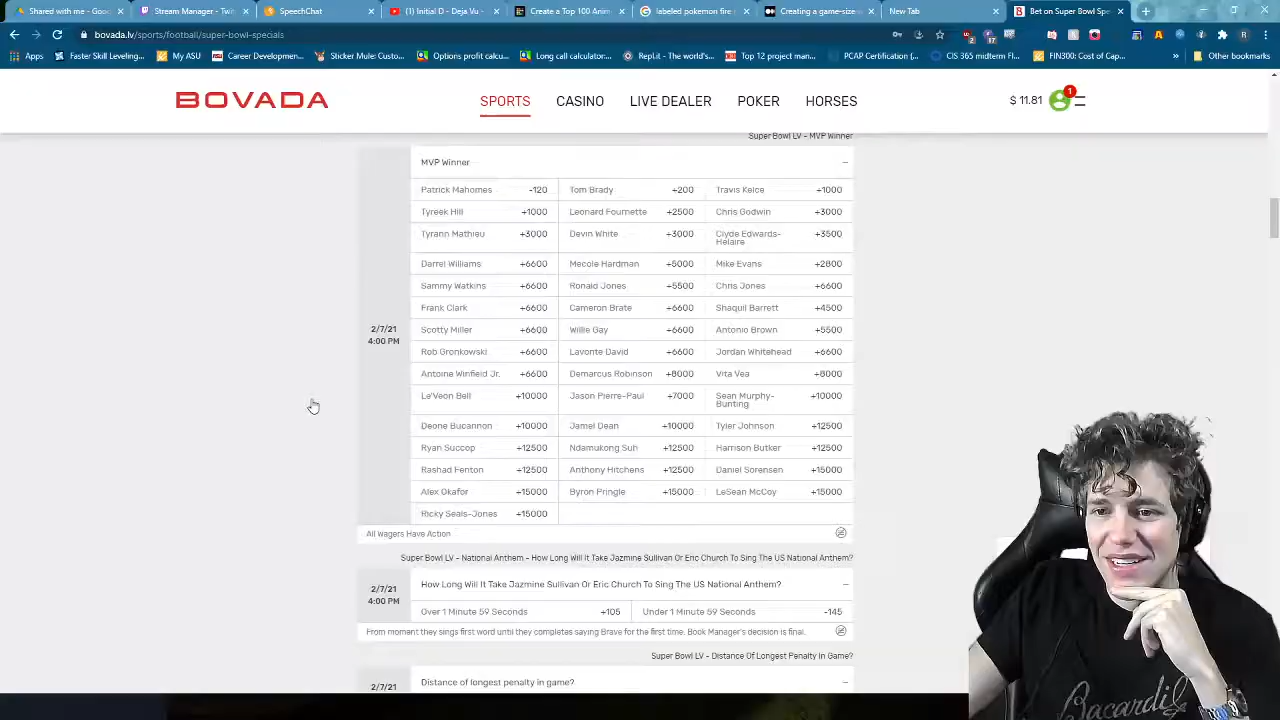 Shared with me - Goo
Stream Manager - Twit
SpeechChat
(1) Initial D - Deja Vu -
Create a Top 100 Anim
labeled pokemon fire r
Creating a game-size
New Tab
Bet on Super Bowl Spe
bovada.lv/sports/football/super-bowl-specials
Apps
Faster Skill Leveling...
My ASU
Sticker Mule: Custo...
Options profit calcu...
Long call calculator:...
Repl.it - The world's...
Top 12 project man...
PCAP Certification (...
CIS 365 midterm Fl...
FIN300: Cost of Cap...
Other bookmarks
BOVADA
SPORTS CASINO LIVE DEALER POKER HORSES
$ 11.81
1
Super Bowl LV - MVP Winner
MVP Winner
2/7/21
4:00 PM
Patrick Mahomes -120 Tom Brady +200 Travis Kelce +1000
Tyreek Hill +1000 Leonard Fournette +2500 Chris Godwin +3000
Tyrann Mathieu +3000 Devin White +3000 Clyde Edwards- +3500
Helaire
Darrel Williams +6600 Mecole Hardman +5000 Mike Evans +2800
Sammy Watkins +6600 Ronald Jones +5500 Chris Jones +6600
Frank Clark +6600 Cameron Brate +6600 Shaquil Barrett +4500
Scotty Miller +6600 Willie Gay +6600 Antonio Brown +5500
Rob Gronkowski +6600 Lavonte David +6600 Jordan Whitehead +6600
Antoine Winfield Jr. +6600 Demarcus Robinson +8000 Vita Vea +8000
Le'Veon Bell +10000 Jason Pierre-Paul +7000 Sean Murphy- +10000
Bunting
Deone Bucannon +10000 Jamel Dean +10000 Tyler Johnson +12500
Ryan Succop +12500 Ndamukong Suh +12500 Harrison Butker +12500
Rashad Fenton +12500 Anthony Hitchens +12500 Daniel Sorensen +15000
Alex Okafor +15000 Byron Pringle +15000 LeSean McCoy +15000
Ricky Seals-Jones +15000
All Wagers Have Action
Super Bowl LV - National Anthem - How Long Will It Take Jazmine Sullivan Or Eric Church To Sing The US National Anthem?
2/7/21
4:00 PM
How Long Will It Take Jazmine Sullivan Or Eric Church To Sing The US National Anthem?
Over 1 Minute 59 Seconds +105 Under 1 Minute 59 Seconds -145
From moment they sings first word until they completes saying Brave for the first time. Book Manager's decision is final.
Super Bowl LV - Distance Of Longest Penalty In Game?
2/7/21
Distance of longest penalty in game?
Bacardi